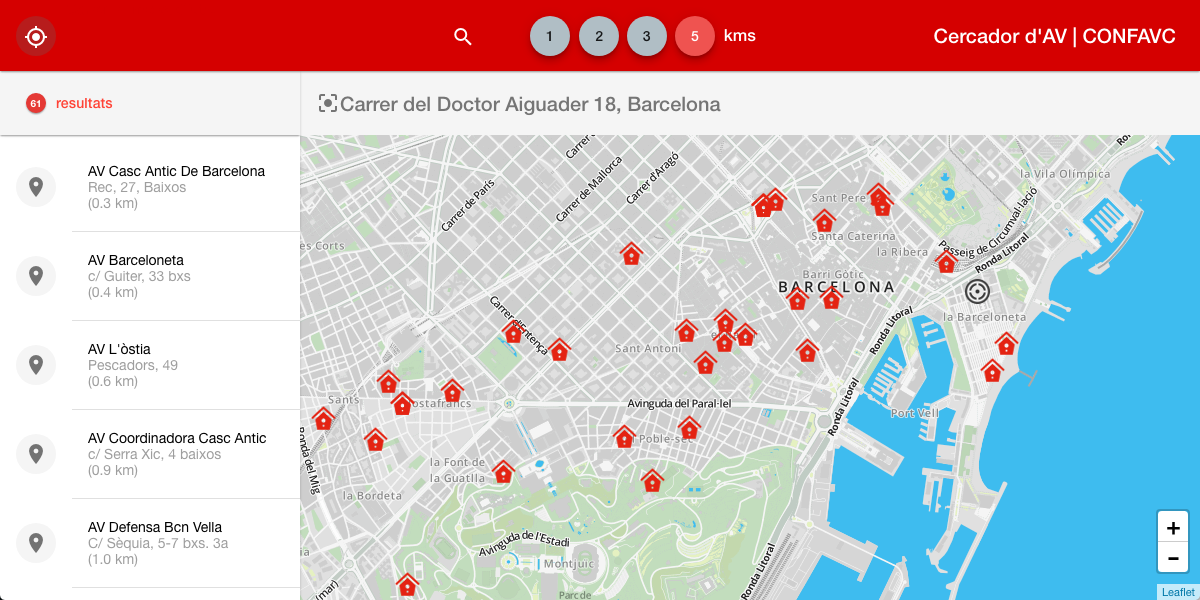 1 2 3 5 kms
Cercador d'AV | CONFAVC
61 resultats
Carrer del Doctor Aiguader 18, Barcelona
AV Casc Antic De Barcelona
Rec, 27, Baixos
(0.3 km)
AV Barceloneta
c/ Guiter, 33 bxs
(0.4 km)
AV L'òstia
Pescadors, 49
(0.6 km)
AV Coordinadora Casc Antic
c/ Serra Xic, 4 baixos
(0.9 km)
AV Defensa Bcn Vella
C/ Sèquia, 5-7 bxs. 3a
(1.0 km)
Carrer de París
Carrer de Mallorca
Carrer d'Aragó
la Vila Olímpica
Sant Pere
Santa Caterina
la Ribera
Passeig de Circumval·lació
Ronda Litoral
es Corts
Barri Gòtic
BARCELONA
la Barceloneta
Carrer d'Entença
Sant Antoni
Ronda Litoral
Sants
Hostafrancs
Avinguda del Paral·lel
Ronda Litoral
Port Vell
Poble-sec
Ronda del Mig
la Font de
la Guatlla
la Bordeta
Avinguda de l'Estadi
Montjuïc
Parc de
Ronda Litoral
+
−
Leaflet